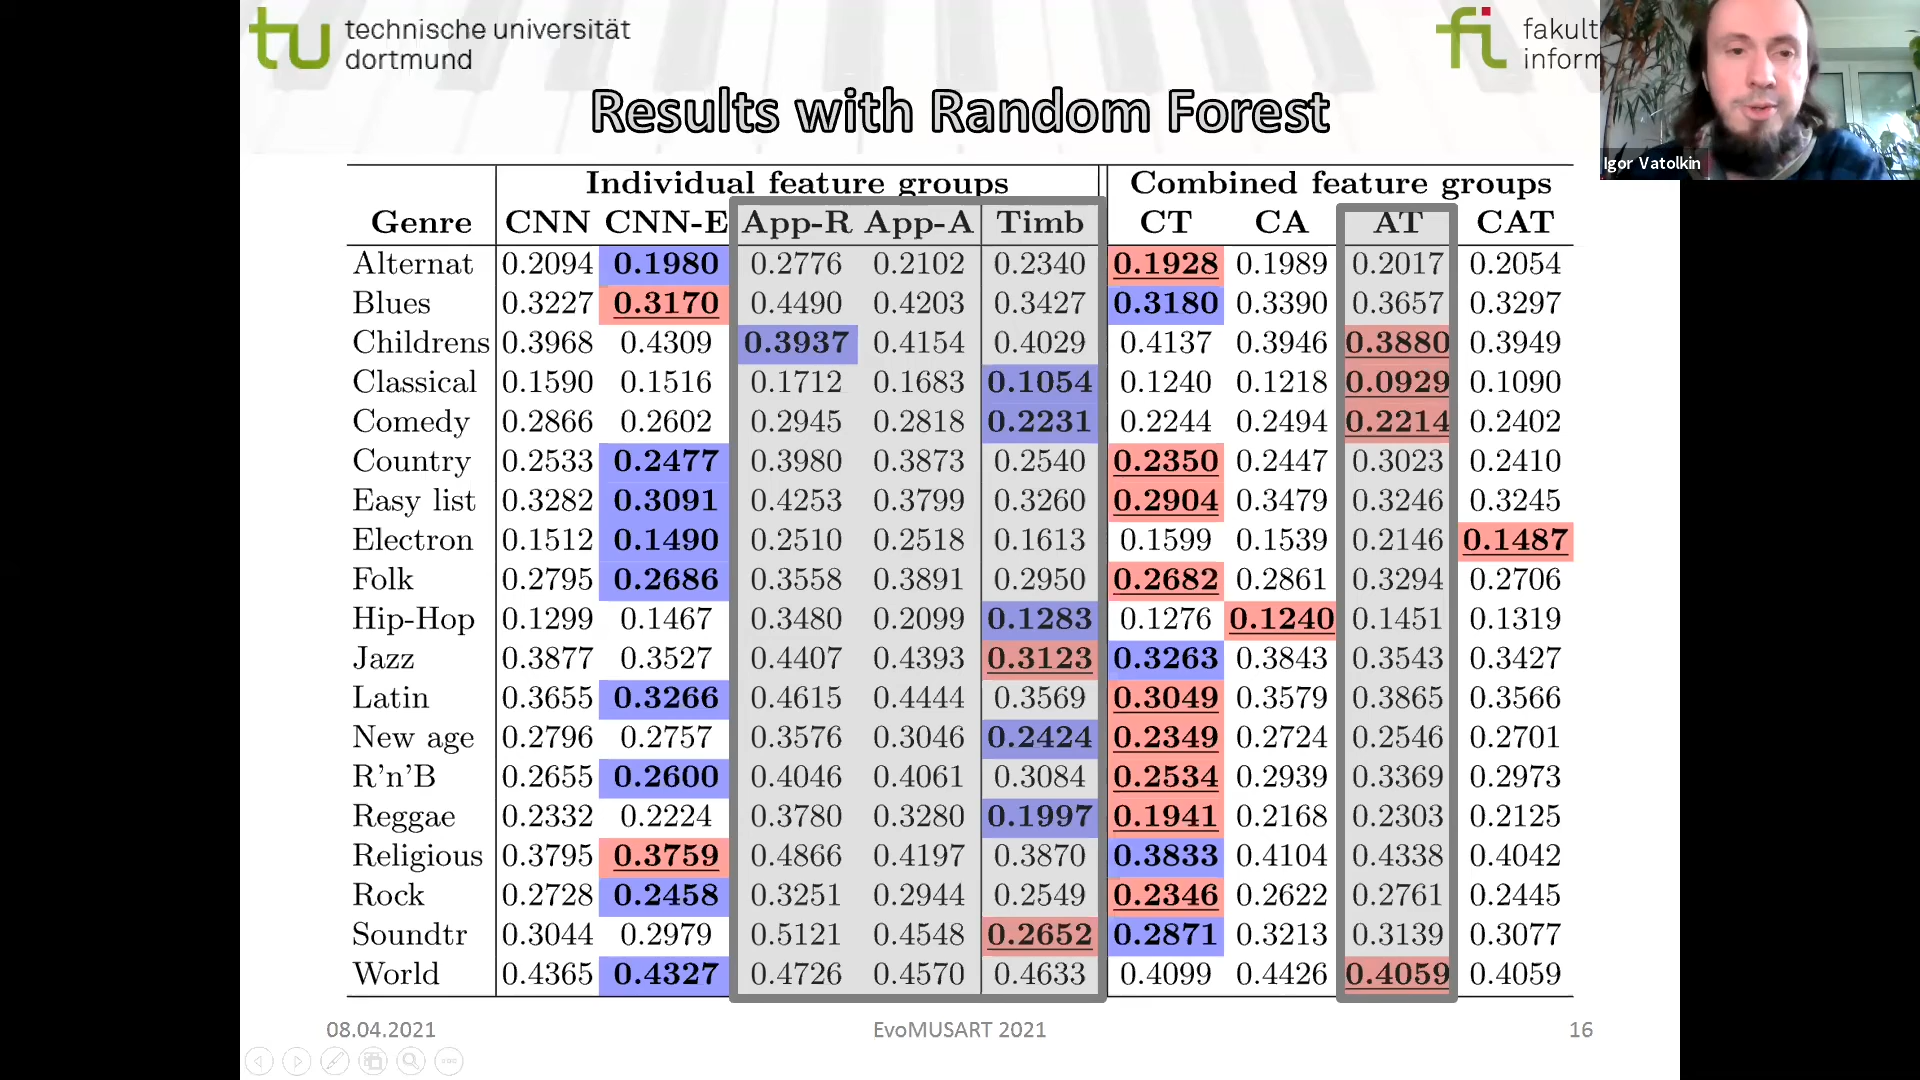 technische universität
dortmund
fakult
inform
Igor Vatolkin
Results with Random Forest
Individual feature groups Combined feature groups
Genre CNN CNN-E App-R App-A Timb CT CA AT CAT
Alternat 0.2094 0.1980 0.2776 0.2102 0.2340 0.1928 0.1989 0.2017 0.2054
Blues 0.3227 0.3170 0.4490 0.4203 0.3427 0.3180 0.3390 0.3657 0.3297
Childrens 0.3968 0.4309 0.3937 0.4154 0.4029 0.4137 0.3946 0.3880 0.3949
Classical 0.1590 0.1516 0.1712 0.1683 0.1054 0.1240 0.1218 0.0929 0.1090
Comedy 0.2866 0.2602 0.2945 0.2818 0.2231 0.2244 0.2494 0.2214 0.2402
Country 0.2533 0.2477 0.3980 0.3873 0.2540 0.2350 0.2447 0.3023 0.2410
Easy list 0.3282 0.3091 0.4253 0.3799 0.3260 0.2904 0.3479 0.3246 0.3245
Electron 0.1512 0.1490 0.2510 0.2518 0.1613 0.1599 0.1539 0.2146 0.1487
Folk 0.2795 0.2686 0.3558 0.3891 0.2950 0.2682 0.2861 0.3294 0.2706
Hip-Hop 0.1299 0.1467 0.3480 0.2099 0.1283 0.1276 0.1240 0.1451 0.1319
Jazz 0.3877 0.3527 0.4407 0.4393 0.3123 0.3263 0.3843 0.3543 0.3427
Latin 0.3655 0.3266 0.4615 0.4444 0.3569 0.3049 0.3579 0.3865 0.3566
New age 0.2796 0.2757 0.3576 0.3046 0.2424 0.2349 0.2724 0.2546 0.2701
R'n'B 0.2655 0.2600 0.4046 0.4061 0.3084 0.2534 0.2939 0.3369 0.2973
Reggae 0.2332 0.2224 0.3780 0.3280 0.1997 0.1941 0.2168 0.2303 0.2125
Religious 0.3795 0.3759 0.4866 0.4197 0.3870 0.3833 0.4104 0.4338 0.4042
Rock 0.2728 0.2458 0.3251 0.2944 0.2549 0.2346 0.2622 0.2761 0.2445
Soundtr 0.3044 0.2979 0.5121 0.4548 0.2652 0.2871 0.3213 0.3139 0.3077
World 0.4365 0.4327 0.4726 0.4570 0.4633 0.4099 0.4426 0.4059 0.4059
08.04.2021 EvoMUSART 2021 16